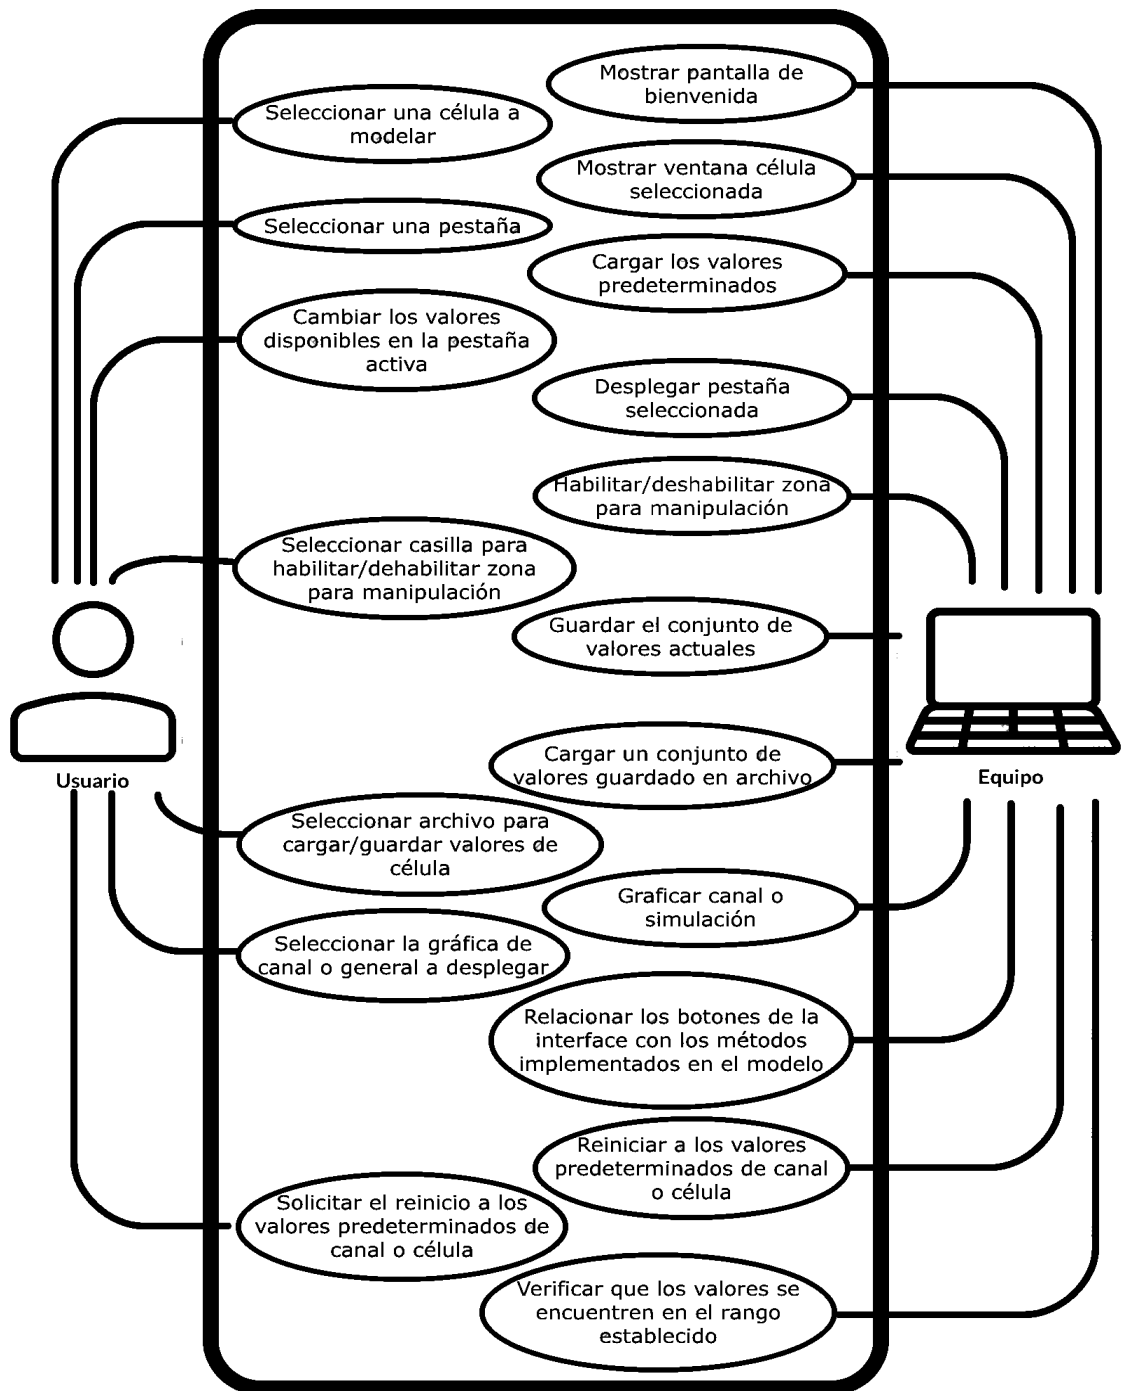 Mostrar pantalla de
bienvenida
Seleccionar una célula a
modelar
Mostrar ventana célula
seleccionada
Seleccionar una pestaña
Cargar los valores
predeterminados
Cambiar los valores
disponibles en la pestaña
activa
Desplegar pestaña
seleccionada
Habilitar/deshabilitar zona
para manipulación
Seleccionar casilla para
habilitar/dehabilitar zona
para manipulación
Guardar el conjunto de
valores actuales
Cargar un conjunto de
valores guardado en archivo
Usuario
Equipo
Seleccionar archivo para
cargar/guardar valores de
célula
Graficar canal o
simulación
Seleccionar la gráfica de
canal o general a desplegar
Relacionar los botones de la
interface con los métodos
implementados en el modelo
Reiniciar a los valores
predeterminados de canal
o célula
Solicitar el reinicio a los
valores predeterminados de
canal o célula
Verificar que los valores se
encuentren en el rango
establecido